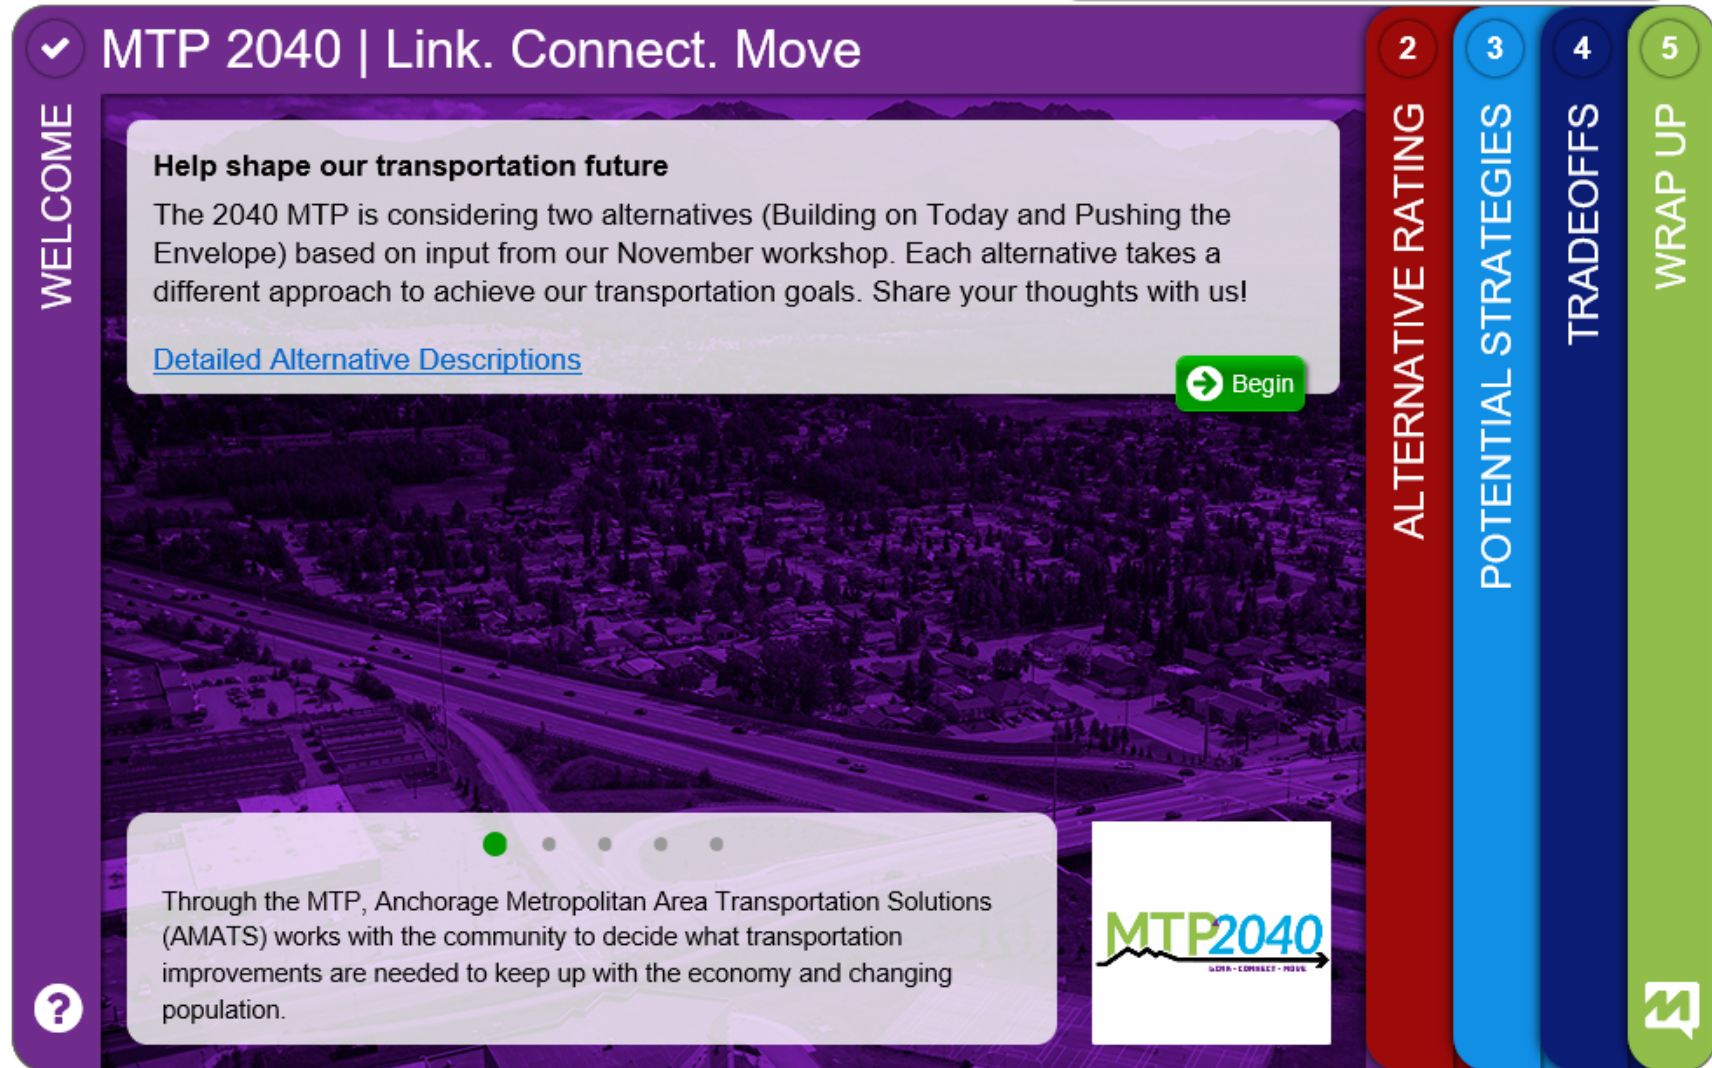 MTP 2040 | Link. Connect. Move
WELCOME
Help shape our transportation future
The 2040 MTP is considering two alternatives (Building on Today and Pushing the
Envelope) based on input from our November workshop. Each alternative takes a
different approach to achieve our transportation goals. Share your thoughts with us!
Detailed Alternative Descriptions
Begin
Through the MTP, Anchorage Metropolitan Area Transportation Solutions
(AMATS) works with the community to decide what transportation
improvements are needed to keep up with the economy and changing
population.
MTP2040
LINK - CONNECT - MOVE
?
2
ALTERNATIVE RATING
3
POTENTIAL STRATEGIES
4
TRADEOFFS
5
WRAP UP